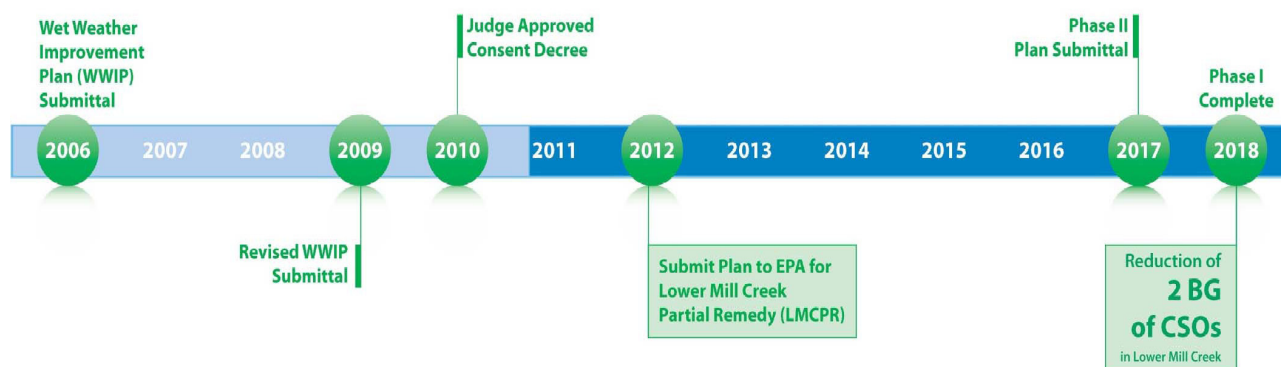 Wet Weather
Improvement
Plan (WWIP)
Submittal
Judge Approved
Consent Decree
Phase II
Plan Submittal
Phase I
Complete
2006 2007 2008 2009 2010 2011 2012 2013 2014 2015 2016 2017 2018
Revised WWIP
Submittal
Submit Plan to EPA for
Lower Mill Creek
Partial Remedy (LMCPR)
Reduction of
2 BG
of CSOs
in Lower Mill Creek